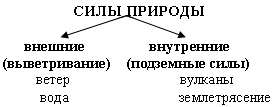 СИЛЫ ПРИРОДЫ
внешние внутренние
(выветривание) (подземные силы)
ветер вулканы
вода землетрясение